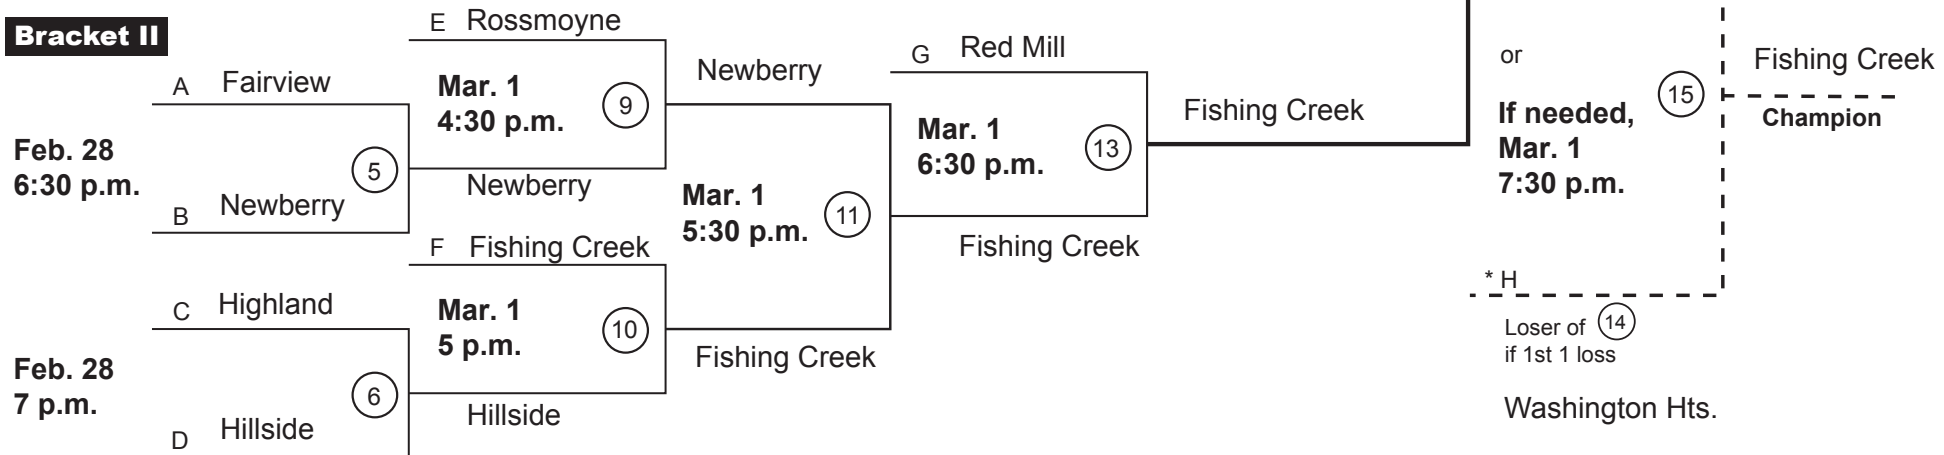 Bracket II
E Rossmoyne
A Fairview
Mar. 1
4:30 p.m.
9
Feb. 28
6:30 p.m.
5
B Newberry
Newberry
Newberry
Mar. 1
5:30 p.m.
11
F Fishing Creek
C Highland
Mar. 1
5 p.m.
10
Feb. 28
7 p.m.
6
D Hillside
Hillside
Fishing Creek
G Red Mill
Mar. 1
6:30 p.m.
13
Fishing Creek
Fishing Creek
or
15
If needed,
Mar. 1
7:30 p.m.
* H
Loser of 14
if 1st 1 loss
Washington Hts.
Fishing Creek
Champion